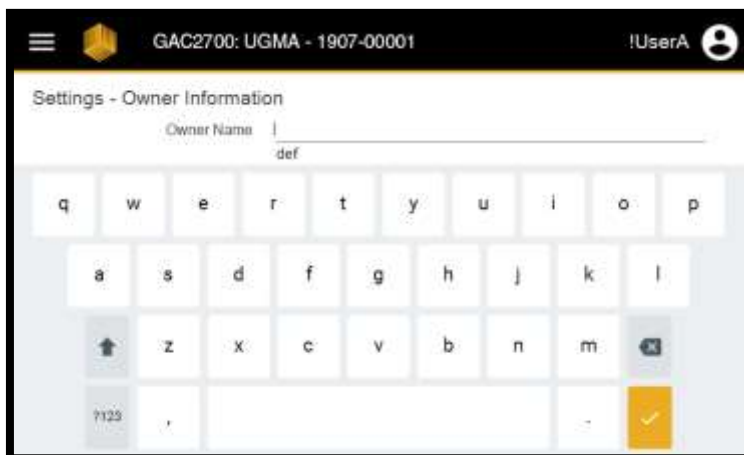 GAC2700: UGMA - 1907-00001 !UserA
Settings - Owner Information
Owner Name
def
q w e r t y u i o p
a s d f g h j k l
z x c v b n m
?123 , .